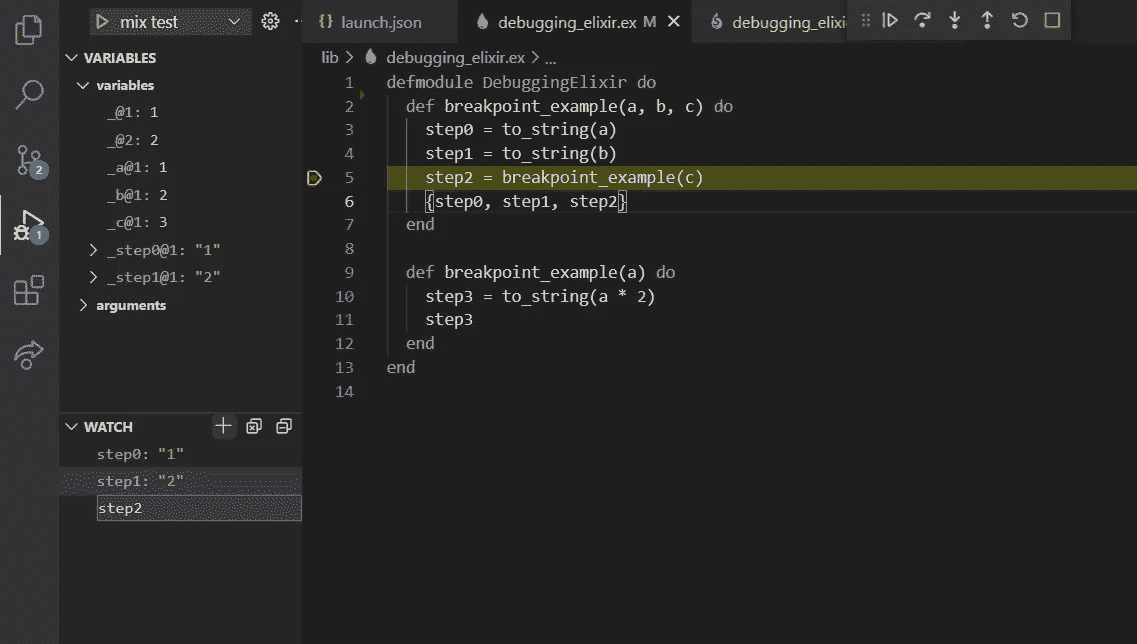 mix test
launch.json
debugging_elixir.ex M
debugging_elixi
lib > debugging_elixir.ex > ...
VARIABLES
variables
_@1: 1
_@2: 2
_a@1: 1
_b@1: 2
_c@1: 3
_step0@1: "1"
_step1@1: "2"
arguments
WATCH
step0: "1"
step1: "2"
step2
2
1
1 defmodule DebuggingElixir do
2 def breakpoint_example(a, b, c) do
3 step0 = to_string(a)
4 step1 = to_string(b)
5 step2 = breakpoint_example(c)
6 {step0, step1, step2}
7 end
8
9 def breakpoint_example(a) do
10 step3 = to_string(a * 2)
11 step3
12 end
13 end
14